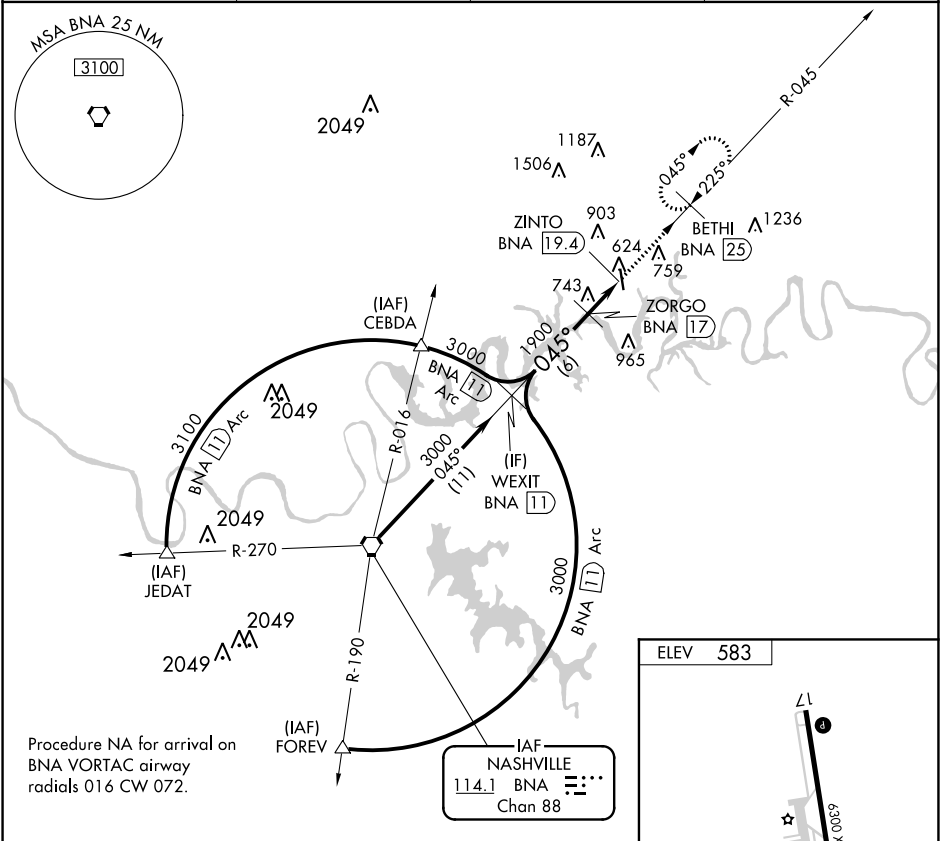 MSA BNA 25 NM
3100
2049
1187
1506
R-045
045°
225°
ZINTO
BNA 19.4
903
624
BETHI
BNA 25
1236
759
743
ZORGO
BNA 17
965
(IAF)
CEBDA
3000
BNA 11
Arc
1900
045°
(6)
2049
3100
BNA 11 Arc
R-016
3000
045°
(11)
(IF)
WEXIT
BNA 11
2049
R-270
(IAF)
JEDAT
3000
BNA 11 Arc
2049
2049
R-190
(IAF)
FOREV
Procedure NA for arrival on
BNA VORTAC airway
radials 016 CW 072.
IAF
NASHVILLE
114.1 BNA
Chan 88
ELEV 583
17
P
6300 X